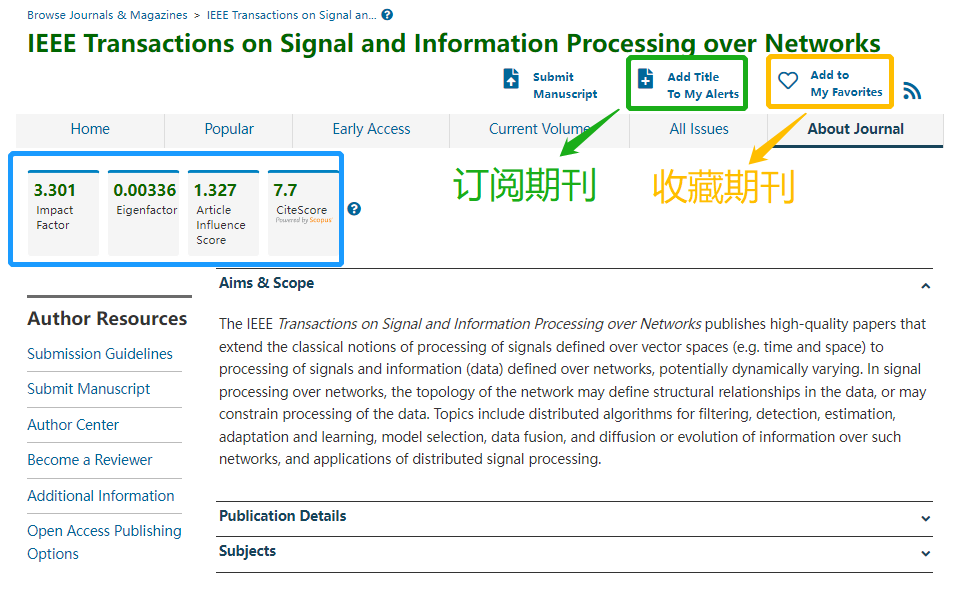 Browse Journals & Magazines > IEEE Transactions on Signal an... ?
IEEE Transactions on Signal and Information Processing over Networks
Submit
Manuscript
Add Title
To My Alerts
Add to
My Favorites
Home Popular Early Access Current Volume All Issues About Journal
订阅期刊
收藏期刊
3.301
Impact
Factor
0.00336
Eigenfactor
1.327
Article
Influence
Score
7.7
CiteScore
Powered by Scopus
?
Author Resources
Submission Guidelines
Submit Manuscript
Author Center
Become a Reviewer
Additional Information
Open Access Publishing
Options
Aims & Scope
The IEEE Transactions on Signal and Information Processing over Networks publishes high-quality papers that
extend the classical notions of processing of signals defined over vector spaces (e.g. time and space) to
processing of signals and information (data) defined over networks, potentially dynamically varying. In signal
processing over networks, the topology of the network may define structural relationships in the data, or may
constrain processing of the data. Topics include distributed algorithms for filtering, detection, estimation,
adaptation and learning, model selection, data fusion, and diffusion or evolution of information over such
networks, and applications of distributed signal processing.
Publication Details
Subjects